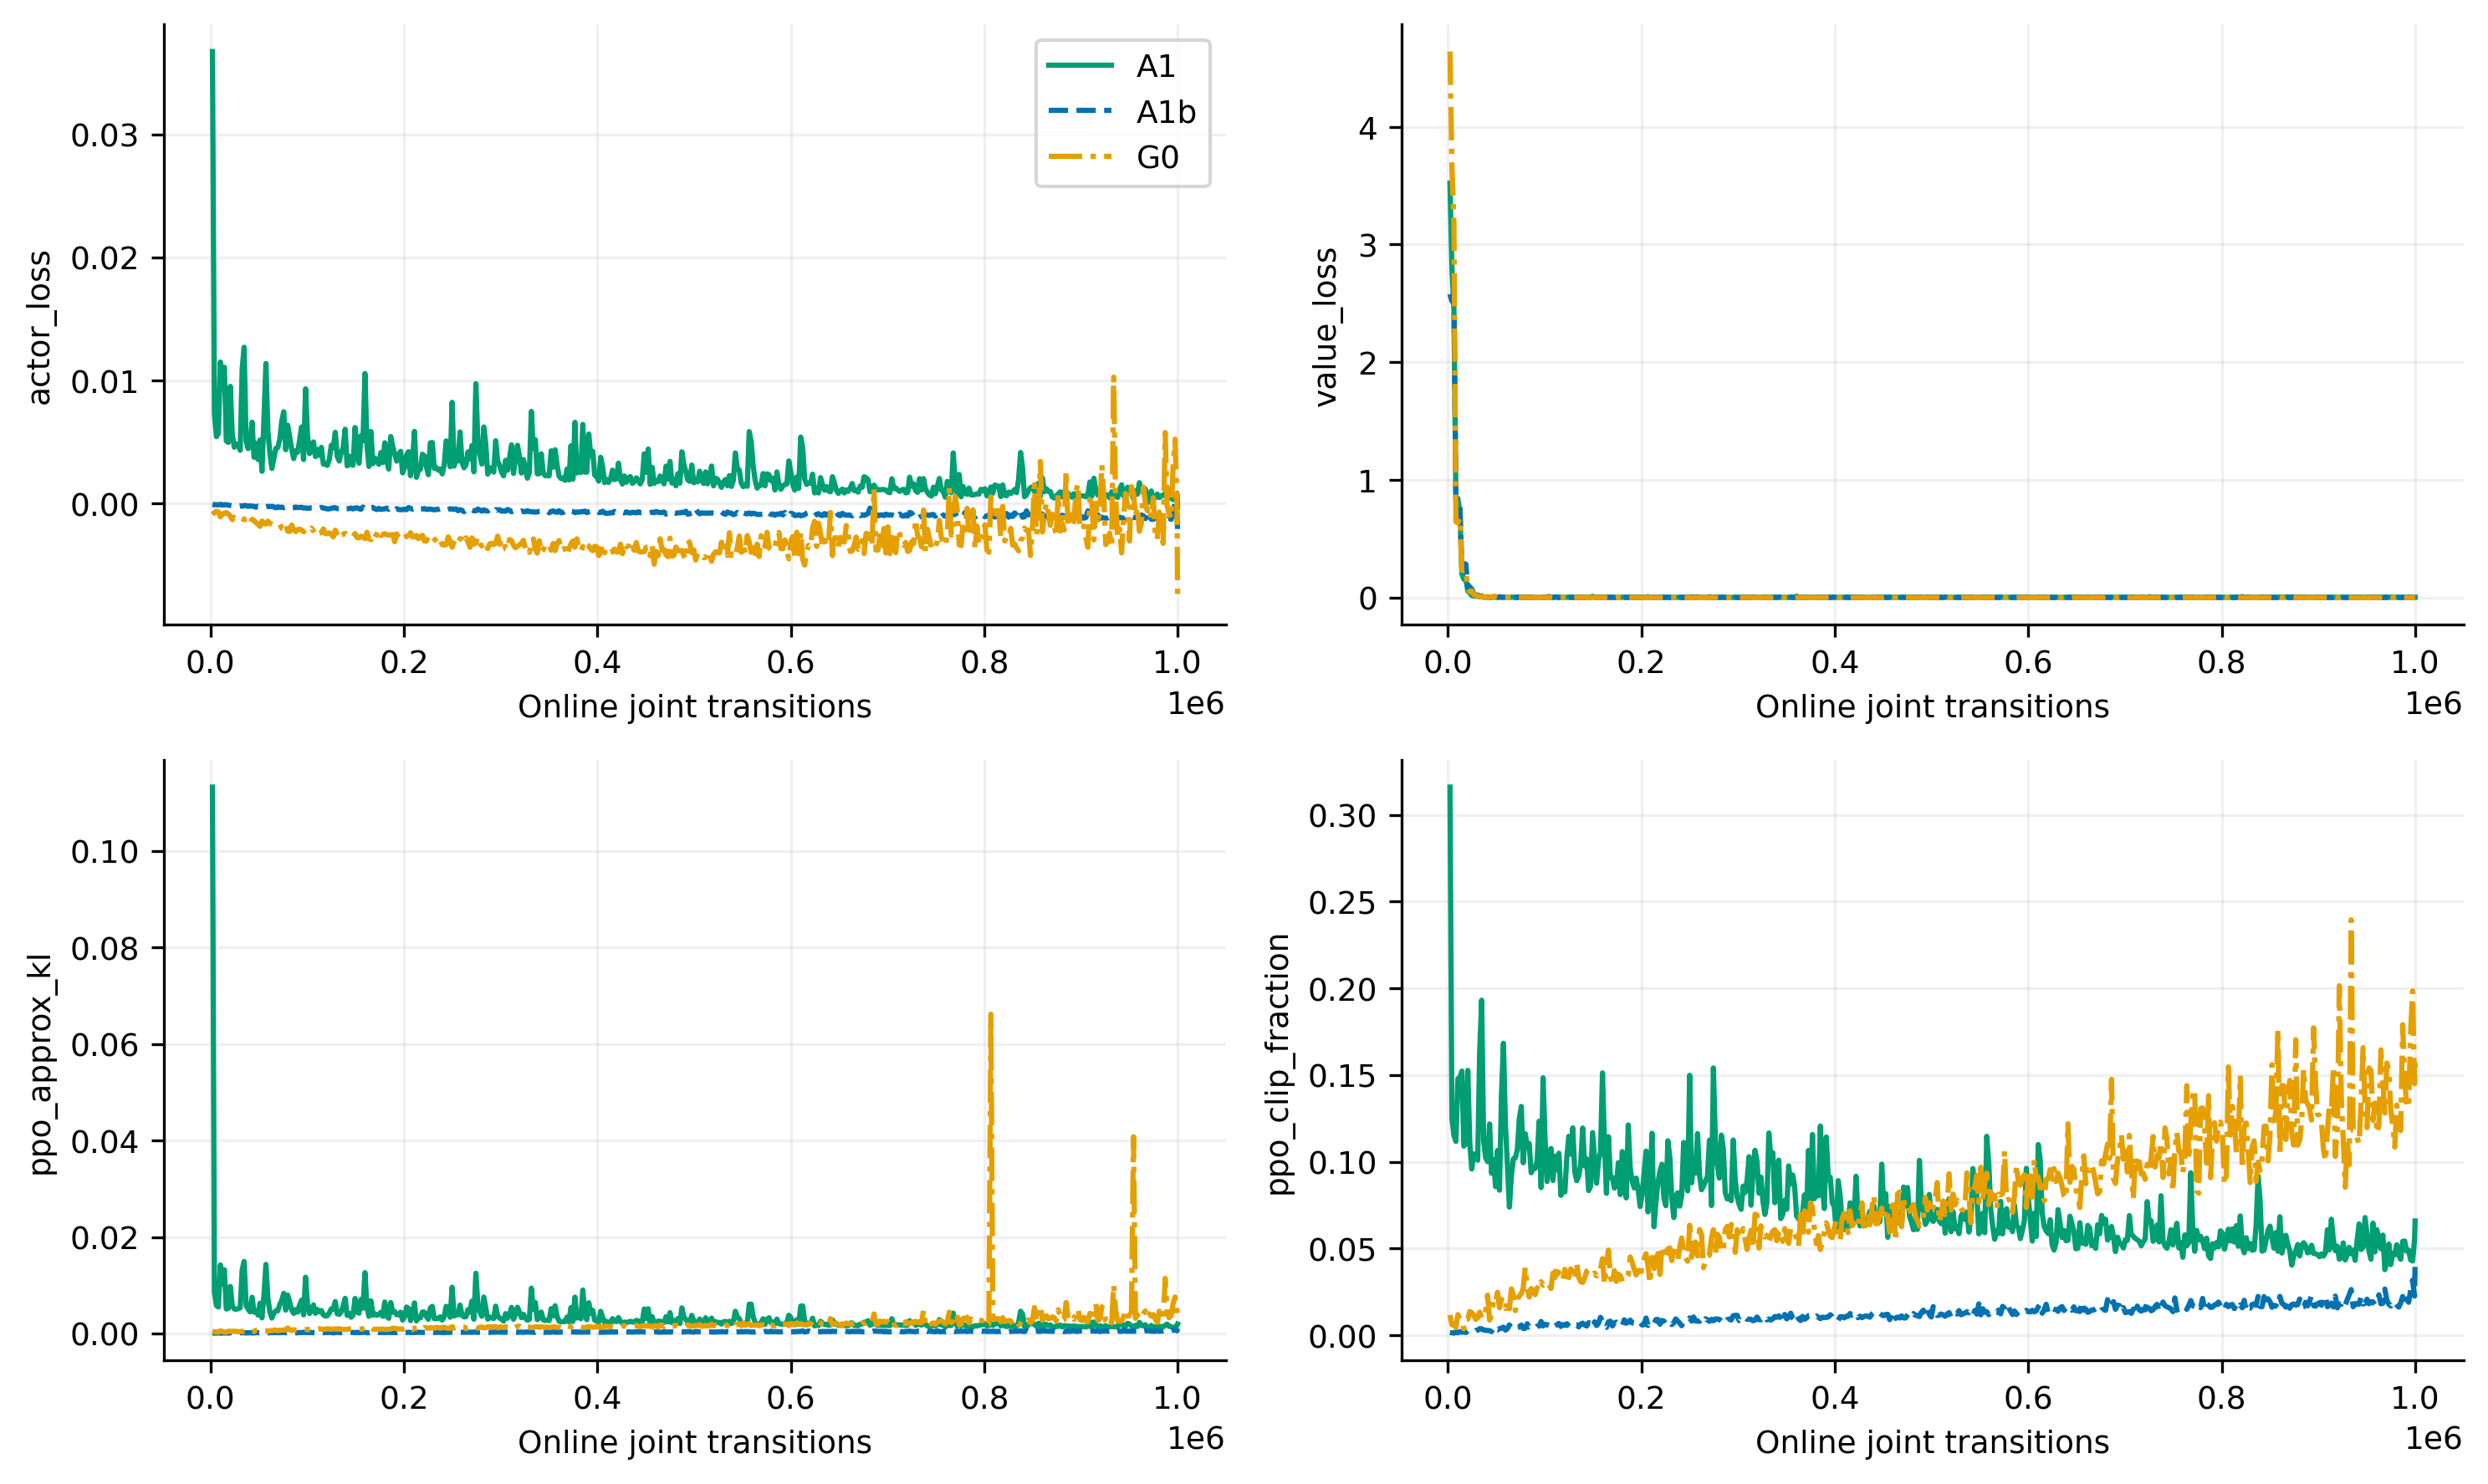 actor_loss
0.03
0.02
0.01
0.00
A1
A1b
G0
0.0 0.2 0.4 0.6 0.8 1.0
Online joint transitions
1e6
value_loss
4
3
2
1
0
0.0 0.2 0.4 0.6 0.8 1.0
Online joint transitions
1e6
ppo_approx_kl
0.10
0.08
0.06
0.04
0.02
0.00
0.0 0.2 0.4 0.6 0.8 1.0
Online joint transitions
1e6
ppo_clip_fraction
0.30
0.25
0.20
0.15
0.10
0.05
0.00
0.0 0.2 0.4 0.6 0.8 1.0
Online joint transitions
1e6